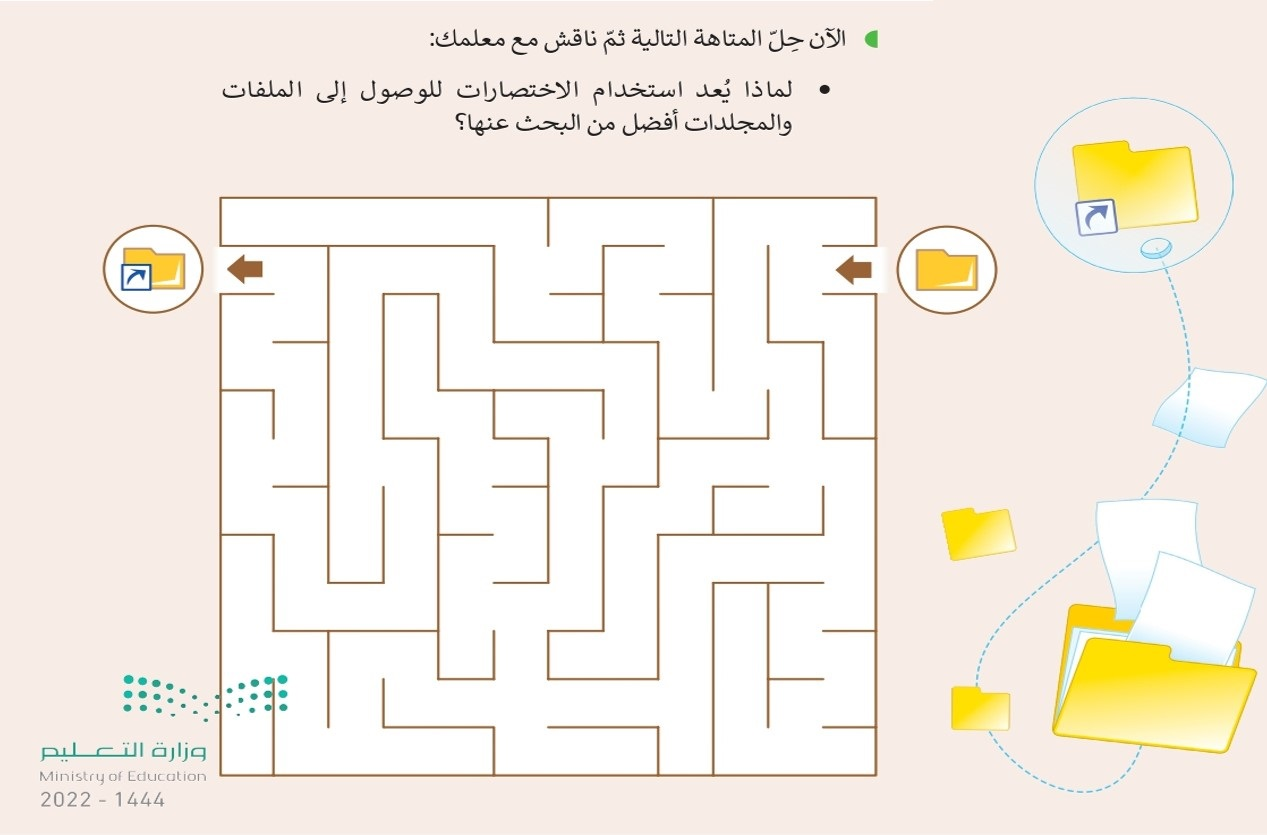 الآن حِلّ المتاهة التالية ثمّ ناقش مع معلمك:
• لماذا يُعد استخدام الاختصارات للوصول إلى الملفات
والمجلدات أفضل من البحث عنها؟
وزارة التعليم
Ministry of Education
2022 - 1444